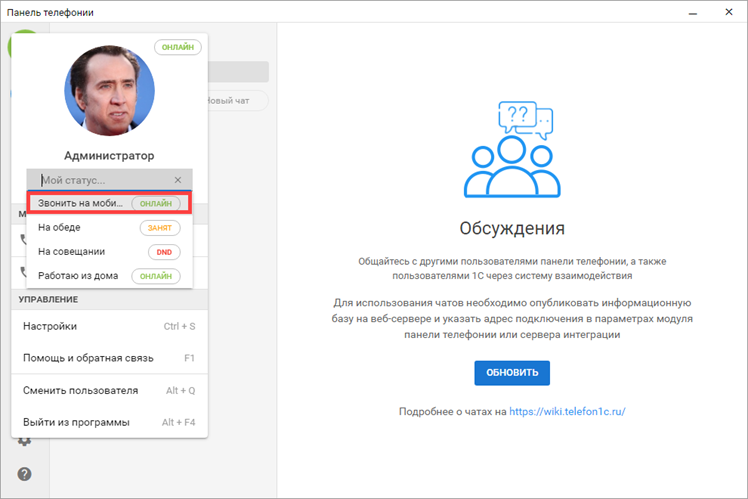 Панель телефонии
ОНЛАЙН
Администратор
Мой статус...
Звонить на моби... ОНЛАЙН
На обеде ЗАНЯТ
На совещании DND
Работаю из дома ОНЛАЙН
УПРАВЛЕНИЕ
Настройки Ctrl + S
Помощь и обратная связь F1
Сменить пользователя Alt + Q
Выйти из программы Alt + F4
Новый чат
??
Обсуждения
Общайтесь с другими пользователями панели телефонии, а также
пользователями 1С через систему взаимодействия
Для использования чатов необходимо опубликовать информационную
базу на веб-сервере и указать адрес подключения в параметрах модуля
панели телефонии или сервера интеграции
ОБНОВИТЬ
Подробнее о чатах на https://wiki.telefon1c.ru/